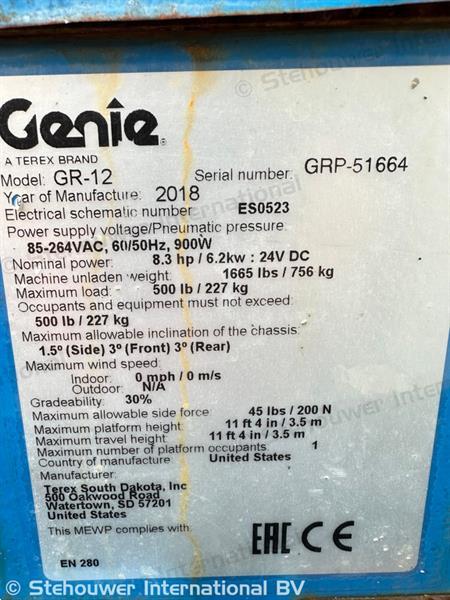 Genie
A TEREX BRAND
Model: GR-12 Serial number: GRP-51664
Year of Manufacture: 2018
Electrical schematic number: ES0523
Power supply voltage/Pneumatic pressure:
85-264VAC, 60/50Hz, 900W
Nominal power: 8.3 hp / 6.2kw : 24V DC
Machine unladen weight: 1665 lbs / 756 kg
Maximum load: 500 lb / 227 kg
Occupants and equipment must not exceed:
500 lb / 227 kg
Maximum allowable inclination of the chassis:
1.5º (Side) 3º (Front) 3º (Rear)
Maximum wind speed:
Indoor: 0 mph / 0 m/s
Outdoor: N/A
Gradeability: 30%
Maximum allowable side force: 45 lbs / 200 N
Maximum platform height: 11 ft 4 in / 3.5 m
Maximum travel height: 11 ft 4 in / 3.5 m
Maximum number of platform occupants: 1
Country of manufacture: United States
Manufacturer:
Terex South Dakota, Inc
500 Oakwood Road
Watertown, SD 57201
United States
This MEWP complies with:
EN 280
EAC CE
© Stehouwer International BV